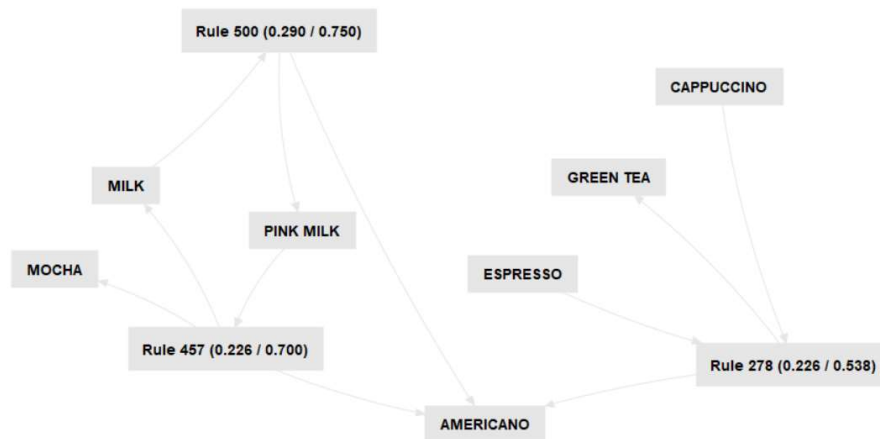 Rule 500 (0.290 / 0.750)
CAPPUCCINO
MILK
GREEN TEA
PINK MILK
MOCHA
ESPRESSO
Rule 457 (0.226 / 0.700)
Rule 278 (0.226 / 0.538)
AMERICANO